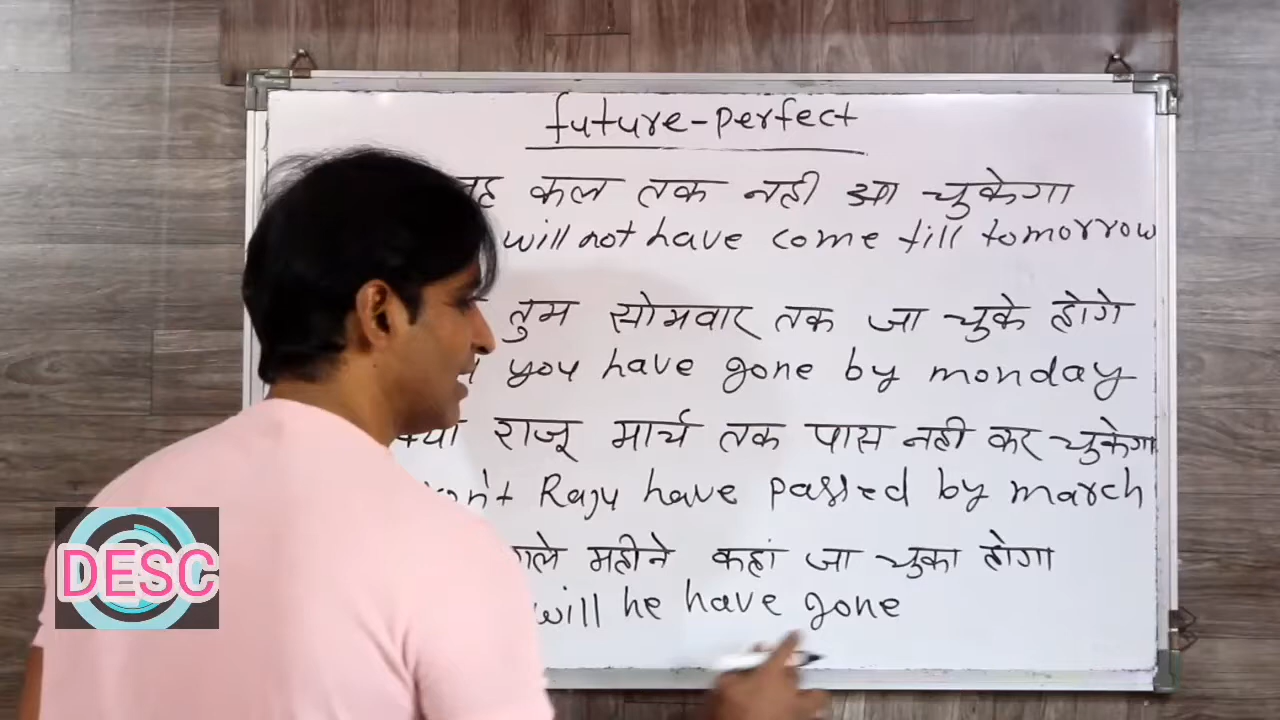 future-perfect
कल तक नही आ चुकेगा
will not have come till tomorrow
तुम सोमवार तक जा चुके होगे
you have gone by monday
क्या राजू मार्च तक पास नही कर चुकेगा
Raju have passed by march
महीने कहां जा चुका होगा
will he have gone
DESC